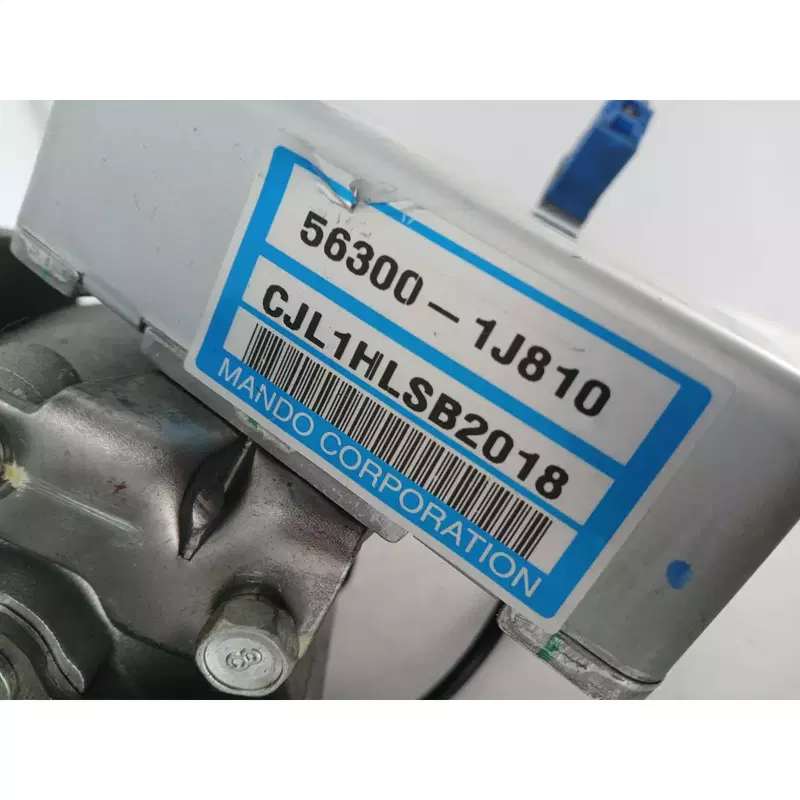 56300-1J810
CJL1HLSB2018
MANDO CORPORATION